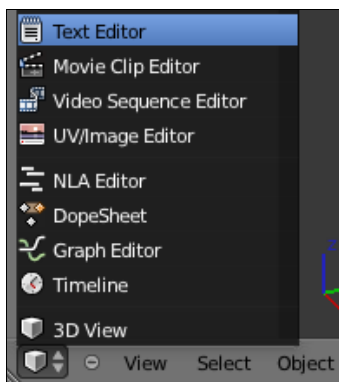 Text Editor
Movie Clip Editor
Video Sequence Editor
UV/Image Editor
NLA Editor
DopeSheet
Graph Editor
Timeline
3D View
View Select Object
z